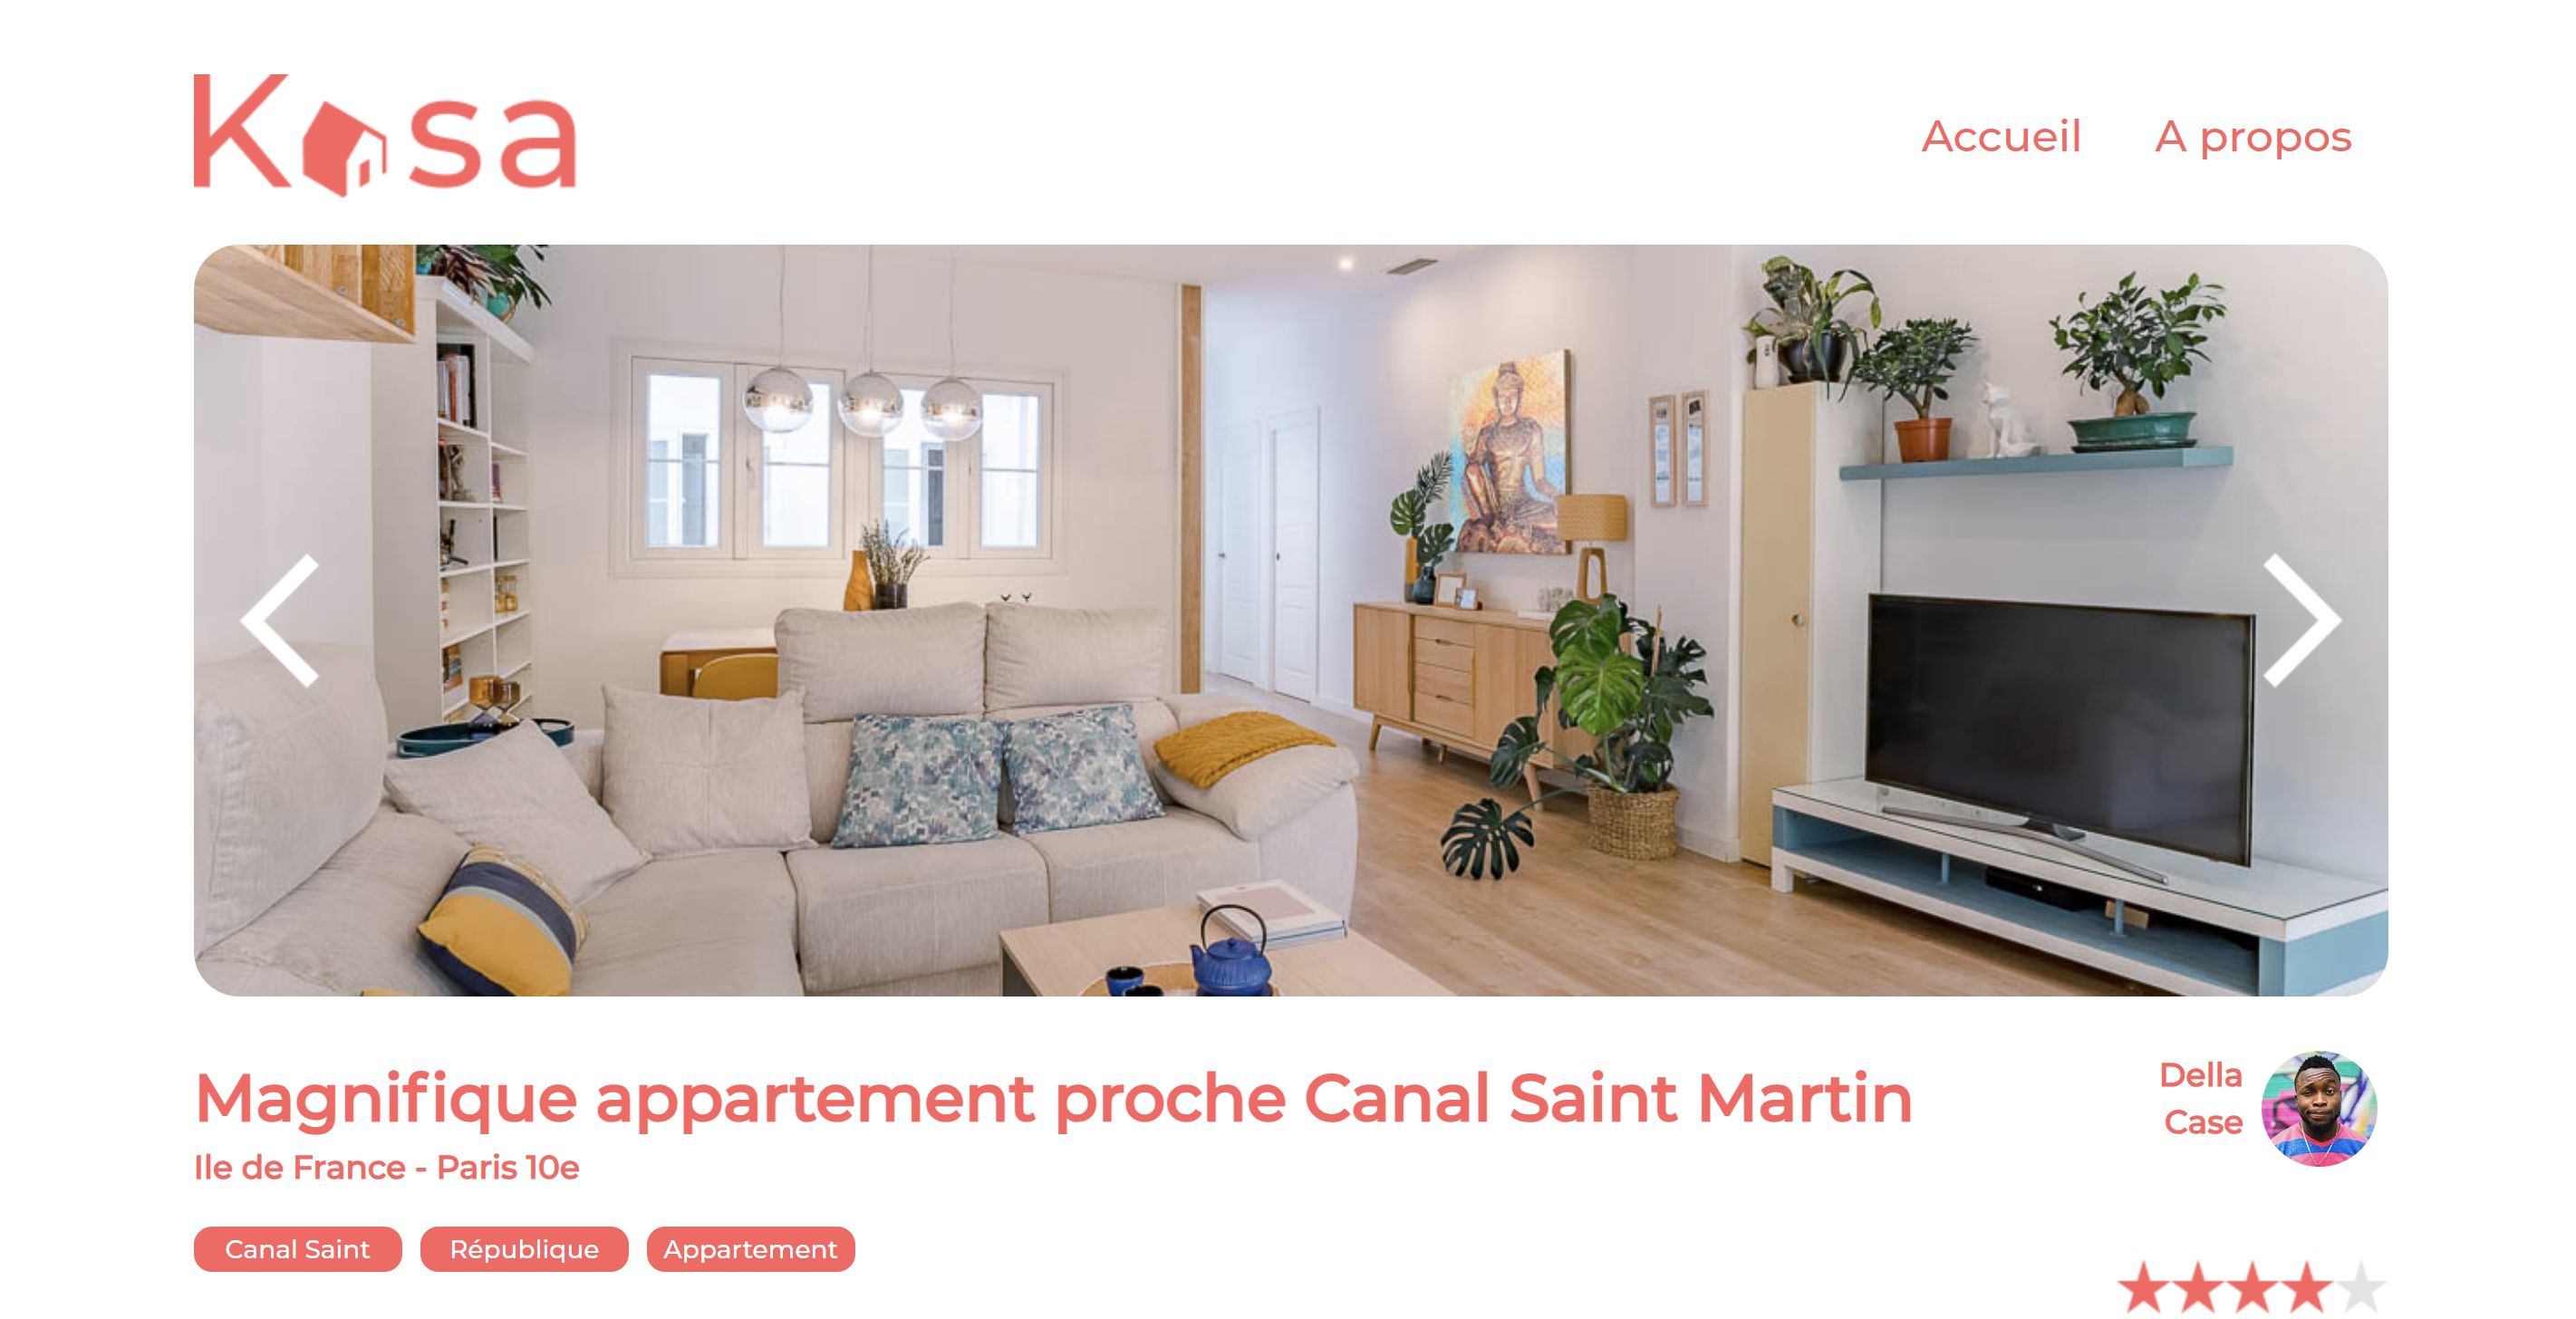 Kasa
Accueil A propos
Magnifique appartement proche Canal Saint Martin
Della
Case
Ile de France - Paris 10e
Canal Saint République Appartement